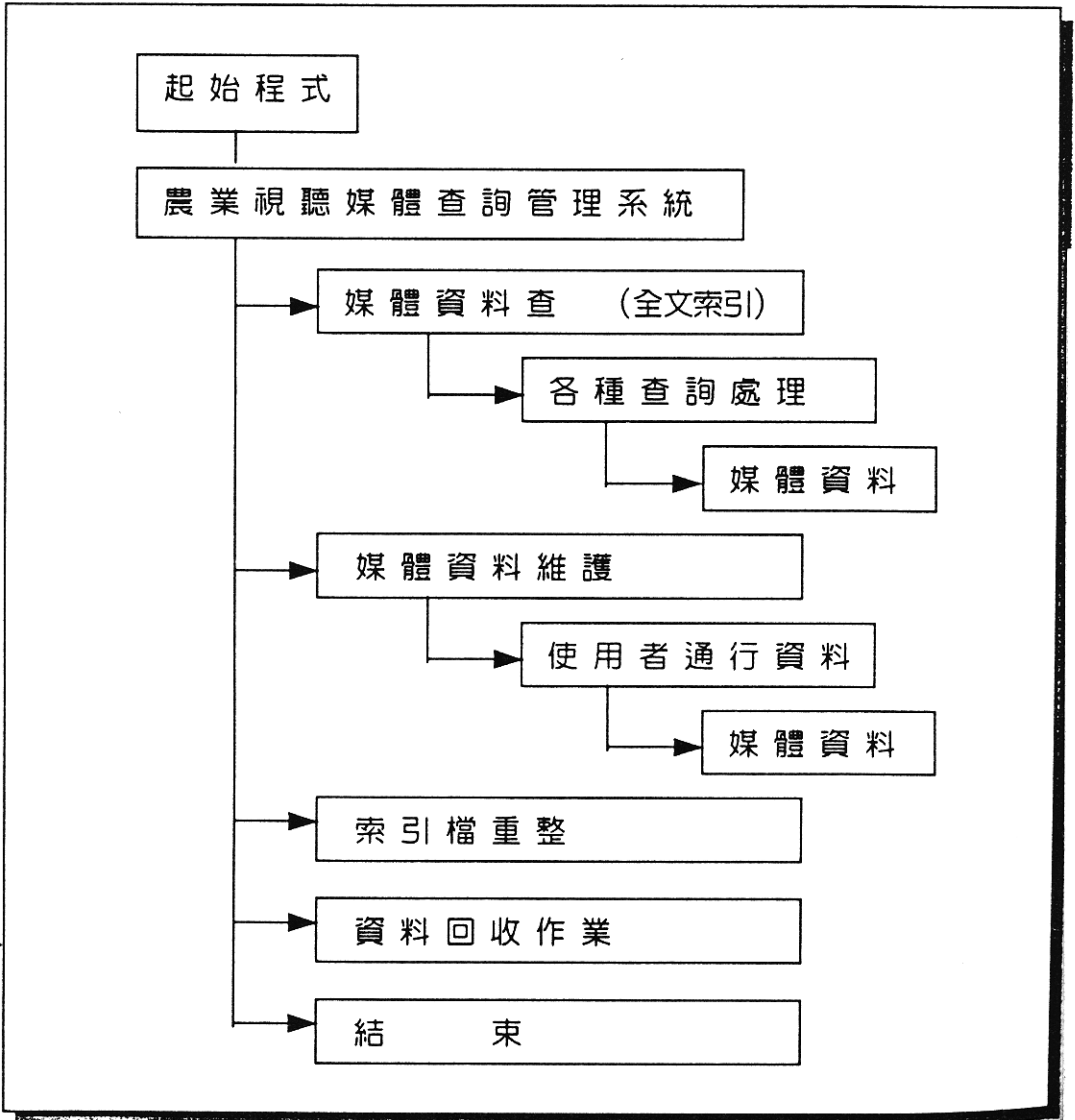 起始程式
農業視聽媒體查詢管理系統
媒體資料查 (全文索引)
各種查詢處理
媒體資料
媒體資料維護
使用者通行資料
媒體資料
索引檔重整
資料回收作業
結 束